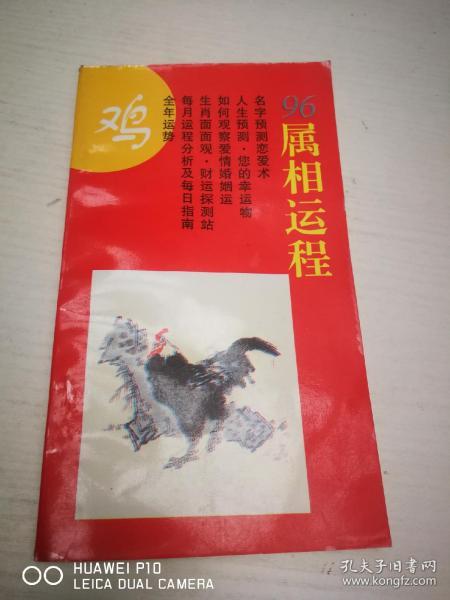 96
属相运程
名字预测恋爱术
人生预测·您的幸运物
如何观察爱情婚姻运
生肖面面观·财运探测站
每月运程分析及每日指南
全年运势
鸡
HUAWEI P10
LEICA DUAL CAMERA
孔夫子旧书网
www.kongfz.com